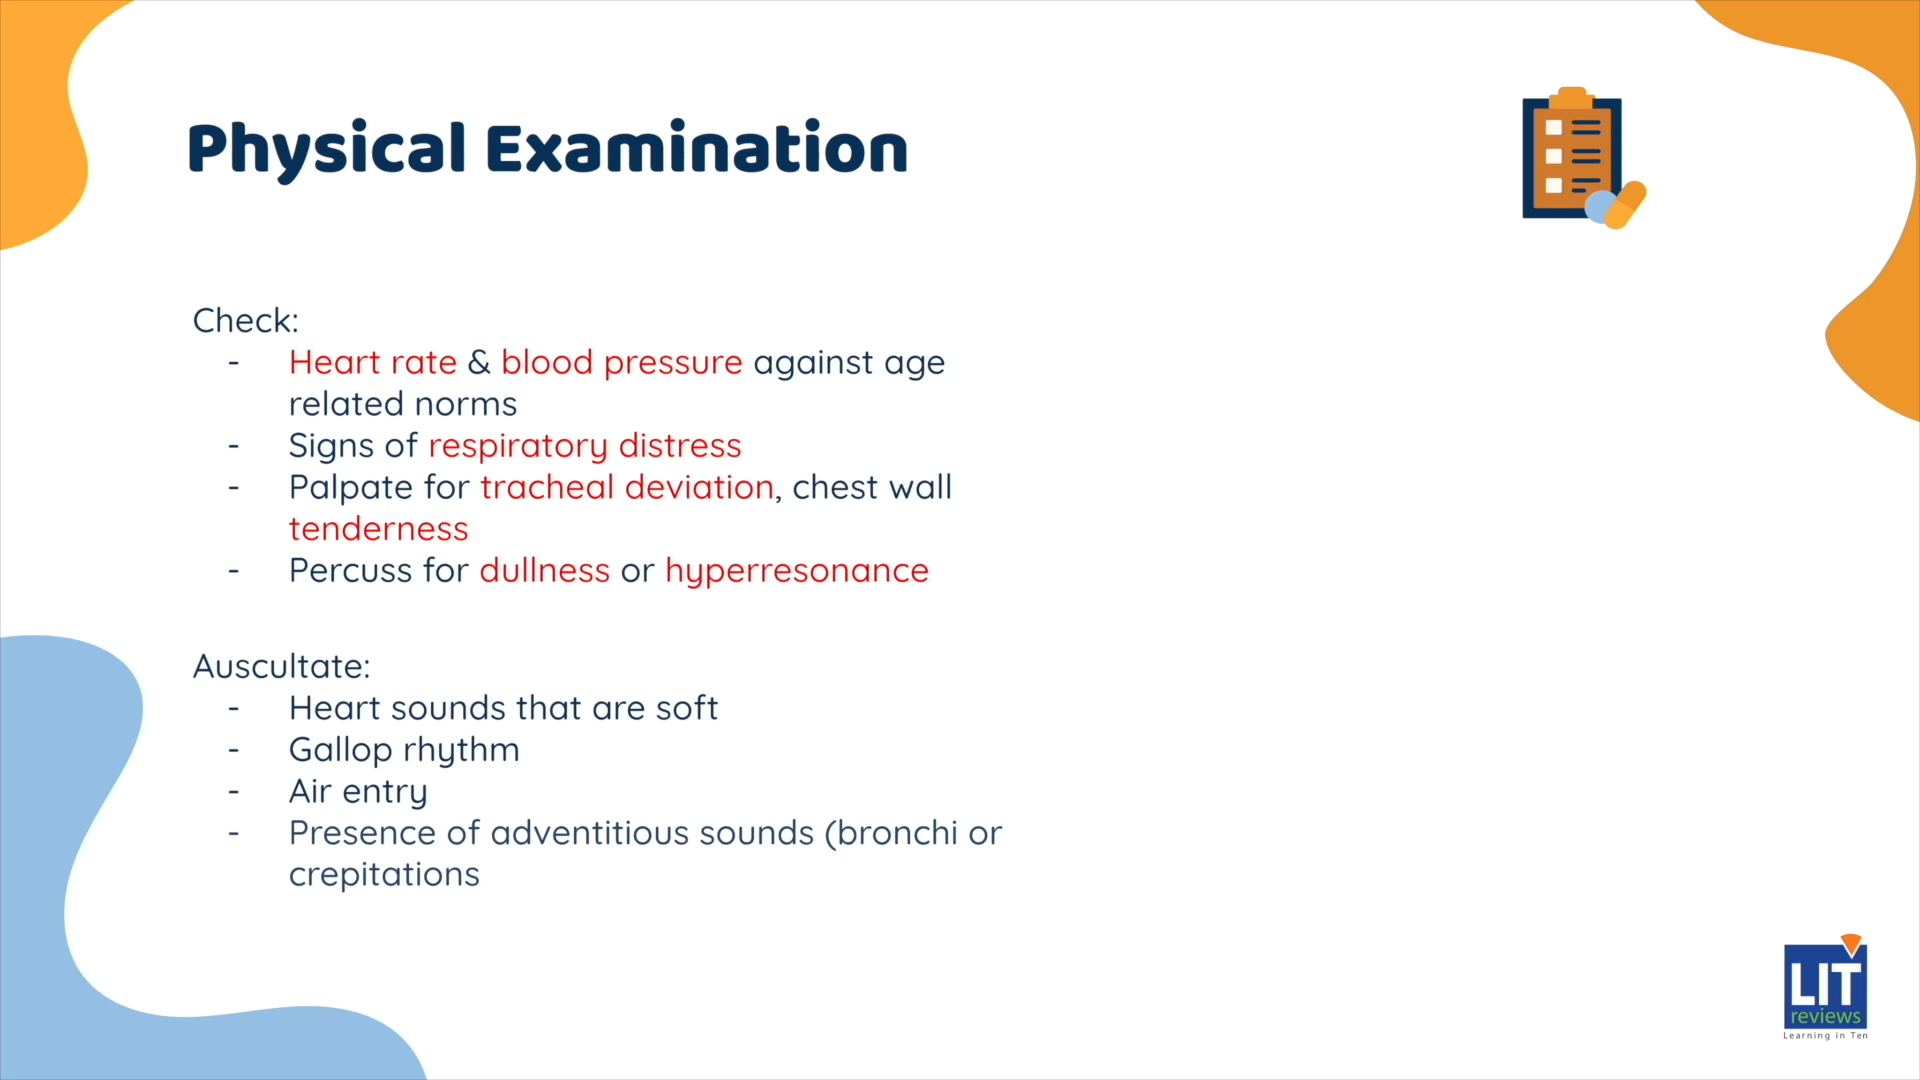 Physical Examination
Check:
- Heart rate & blood pressure against age
related norms
- Signs of respiratory distress
- Palpate for tracheal deviation, chest wall
tenderness
- Percuss for dullness or hyperresonance
Auscultate:
- Heart sounds that are soft
- Gallop rhythm
- Air entry
- Presence of adventitious sounds (bronchi or
crepitations
LIT
reviews
Learning in Ten